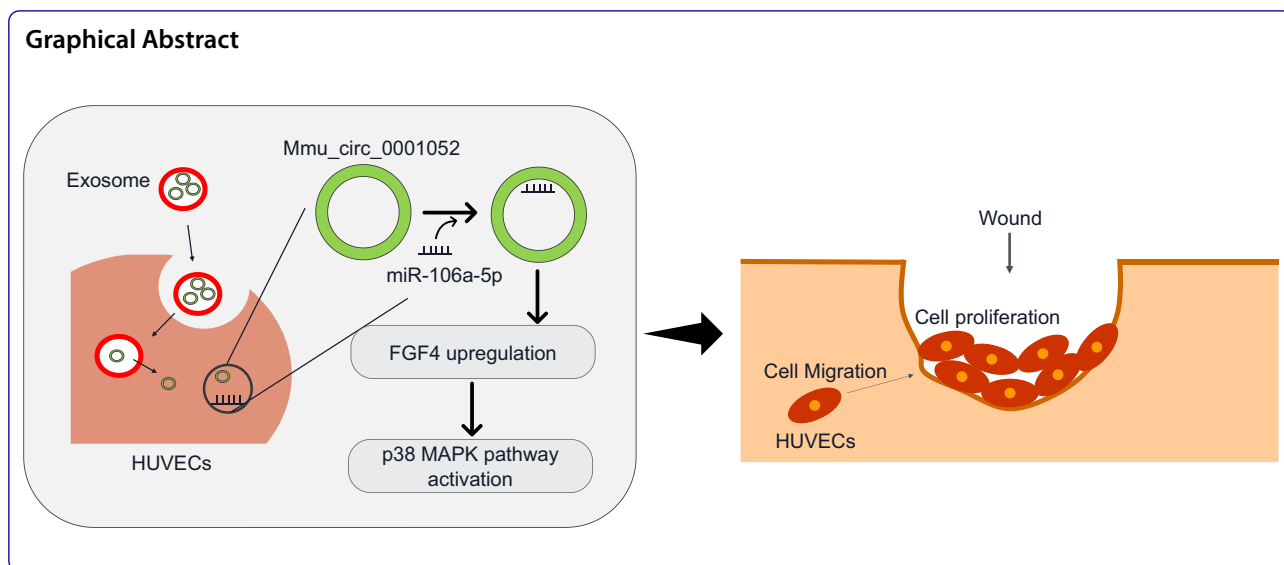 Graphical Abstract
Mmu_circ_0001052
Exosome
miR-106a-5p
FGF4 upregulation
HUVECs
p38 MAPK pathway
activation
Wound
Cell proliferation
Cell Migration
HUVECs